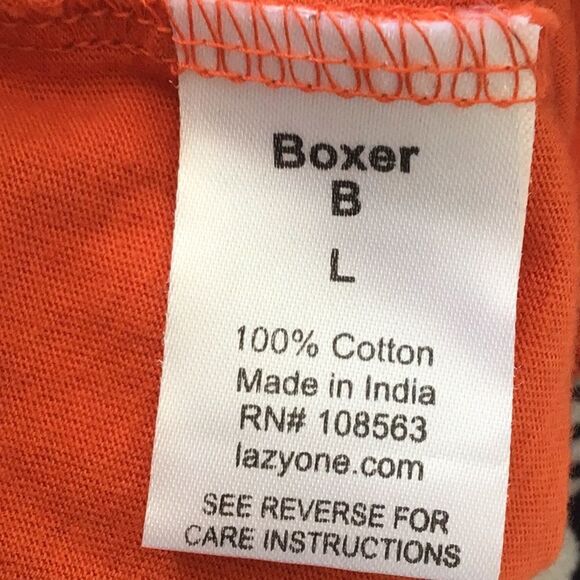 Boxer
B
L
100% Cotton
Made in India
RN# 108563
lazyone.com
SEE REVERSE FOR
CARE INSTRUCTIONS